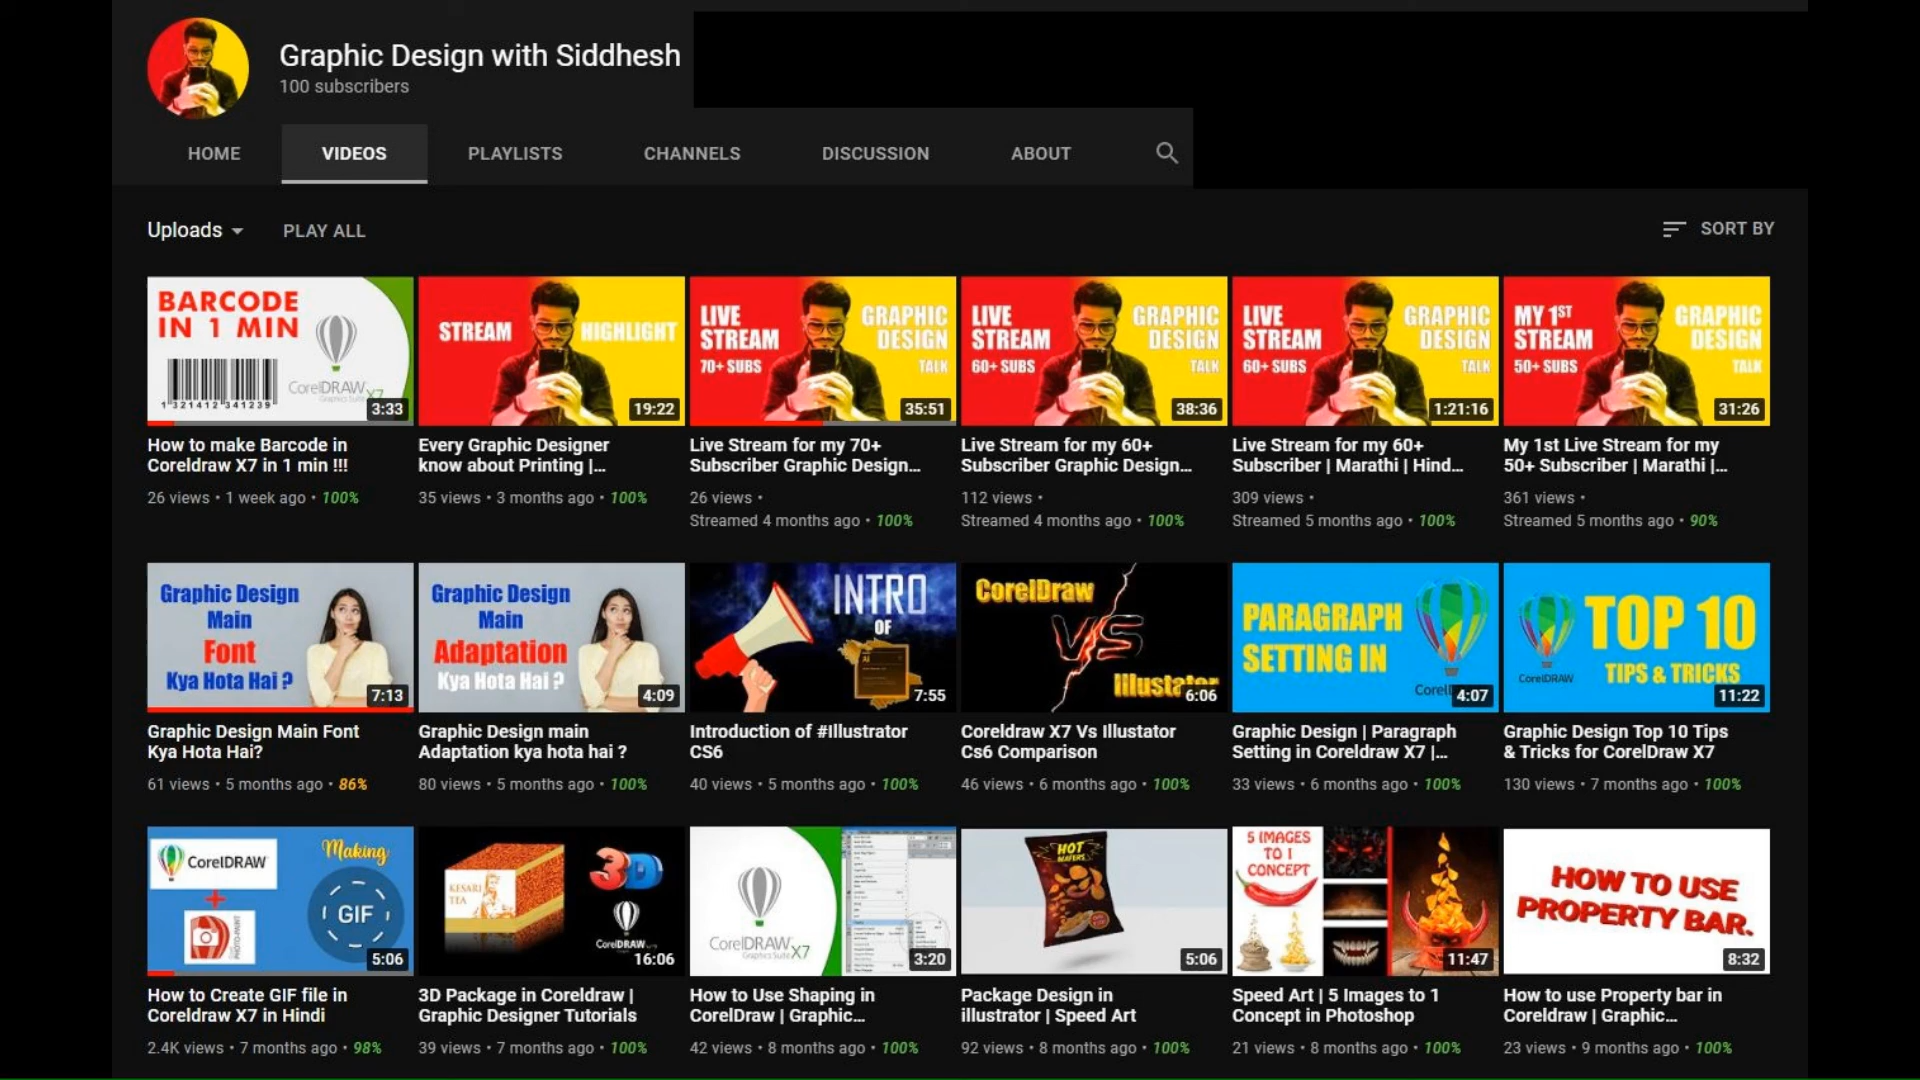 Graphic Design with Siddhesh
100 subscribers
HOME VIDEOS PLAYLISTS CHANNELS DISCUSSION ABOUT
Uploads PLAY ALL SORT BY
BARCODE
IN 1 MIN
1 321412 341239
CorelDRAW X7
Graphics Suite
3:33
STREAM HIGHLIGHT
19:22
LIVE
STREAM
70+ SUBS
GRAPHIC
DESIGN
TALK
35:51
LIVE
STREAM
60+ SUBS
GRAPHIC
DESIGN
TALK
38:36
LIVE
STREAM
60+ SUBS
GRAPHIC
DESIGN
TALK
1:21:16
MY 1ST
STREAM
50+ SUBS
GRAPHIC
DESIGN
TALK
31:26
How to make Barcode in
Coreldraw X7 in 1 min !!!
26 views • 1 week ago • 100%
Every Graphic Designer
know about Printing |...
35 views • 3 months ago • 100%
Live Stream for my 70+
Subscriber Graphic Design...
26 views •
Streamed 4 months ago • 100%
Live Stream for my 60+
Subscriber Graphic Design...
112 views •
Streamed 4 months ago • 100%
Live Stream for my 60+
Subscriber | Marathi | Hind...
309 views •
Streamed 5 months ago • 100%
My 1st Live Stream for my
50+ Subscriber | Marathi |...
361 views •
Streamed 5 months ago • 90%
Graphic Design
Main
Font
Kya Hota Hai ?
7:13
Graphic Design
Main
Adaptation
Kya Hota Hai ?
4:09
INTRO
OF
Ai
7:55
CorelDraw
VS
Illustator
6:06
PARAGRAPH
SETTING IN
4:07
CorelDRAW
TOP 10
TIPS & TRICKS
11:22
Graphic Design Main Font
Kya Hota Hai?
61 views • 5 months ago • 86%
Graphic Design main
Adaptation kya hota hai ?
80 views • 5 months ago • 100%
Introduction of #Illustrator
CS6
40 views • 5 months ago • 100%
Coreldraw X7 Vs Illustator
Cs6 Comparison
46 views • 6 months ago • 100%
Graphic Design | Paragraph
Setting in Coreldraw X7 |...
33 views • 6 months ago • 100%
Graphic Design Top 10 Tips
& Tricks for CorelDraw X7
130 views • 7 months ago • 100%
CorelDRAW
+
PHOTO-PAINT
Making
GIF
5:06
KESARI
TEA
3D
CorelDRAW
16:06
CorelDRAW X7
Graphics Suite
3:20
HOT
WAFERS
5:06
5 IMAGES
TO 1
CONCEPT
11:47
HOW TO USE
PROPERTY BAR.
8:32
How to Create GIF file in
Coreldraw X7 in Hindi
2.4K views • 7 months ago • 98%
3D Package in Coreldraw |
Graphic Designer Tutorials
39 views • 7 months ago • 100%
How to Use Shaping in
CorelDraw | Graphic...
42 views • 8 months ago • 100%
Package Design in
illustrator | Speed Art
92 views • 8 months ago • 100%
Speed Art | 5 Images to 1
Concept in Photoshop
21 views • 8 months ago • 100%
How to use Property bar in
Coreldraw | Graphic...
23 views • 9 months ago • 100%